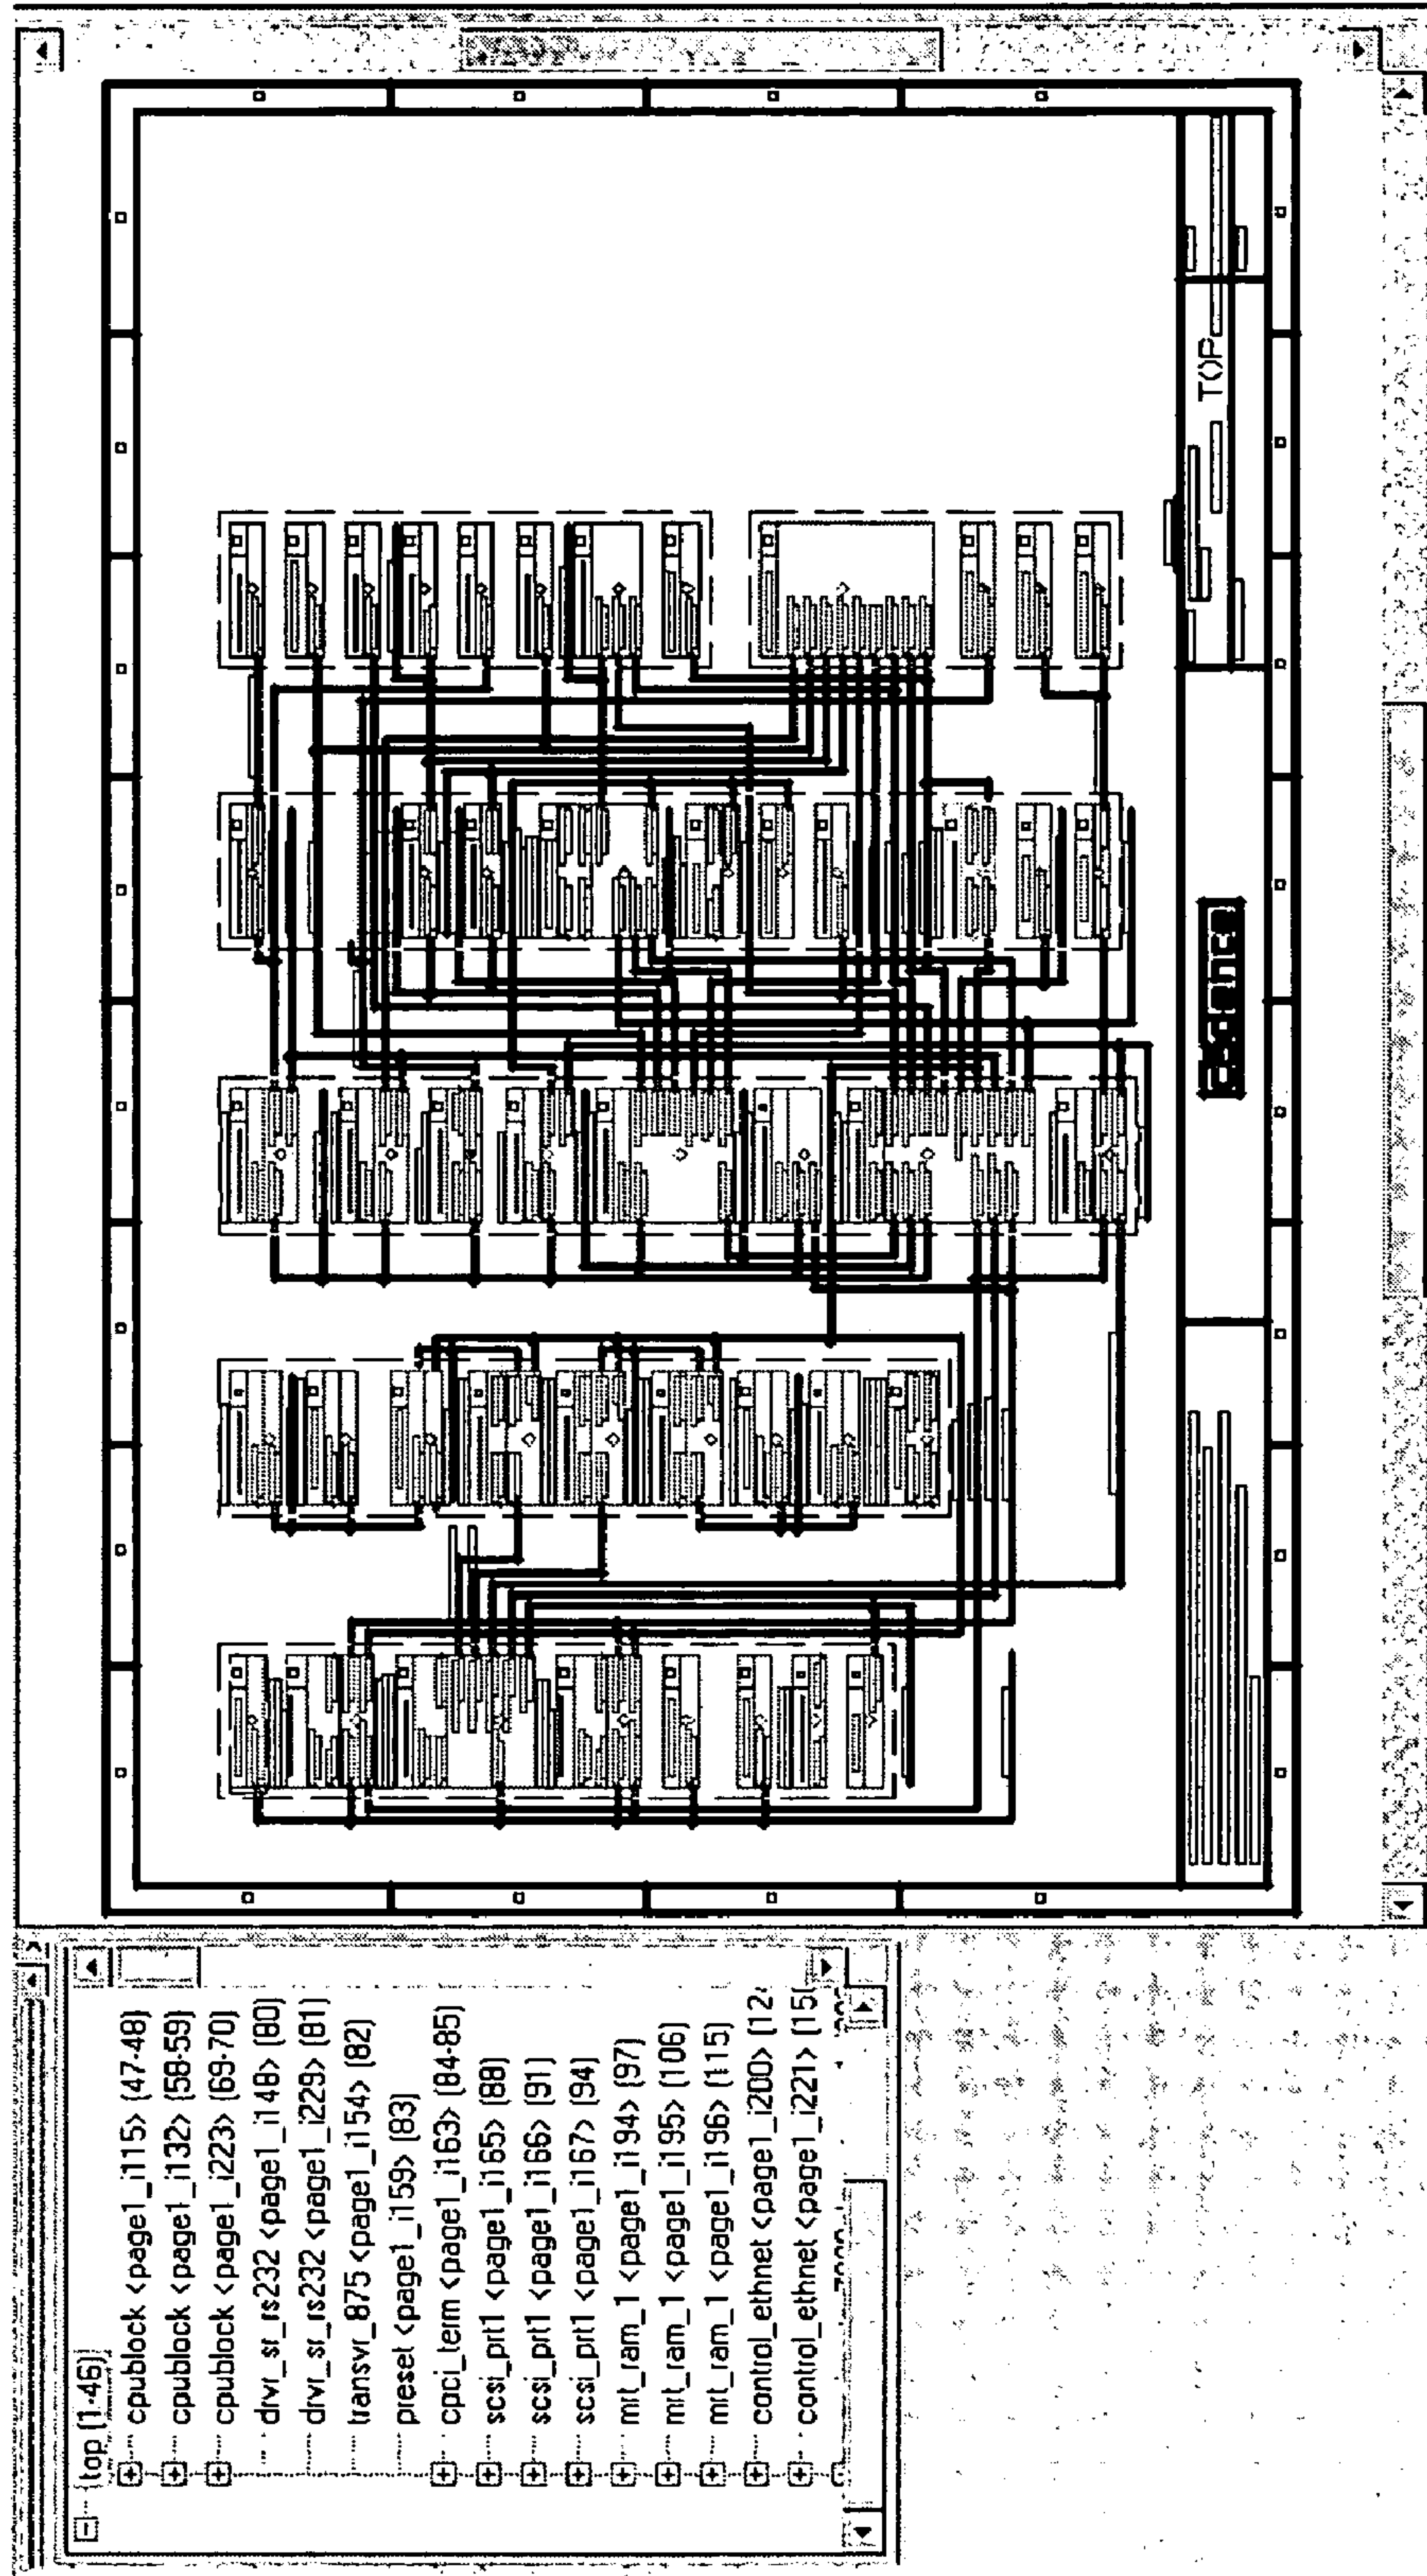 top (1-46)
cpublock <page1_i115> (47-48)
cpublock <page1_i132> (58-59)
cpublock <page1_i223> (69-70)
drvr_sr_rs232 <page1_i148> (80)
drvr_sr_rs232 <page1_i229> (81)
transvr_875 <page1_i154> (82)
preset <page1_i159> (83)
cpci_term <page1_i163> (84-85)
scsi_prt1 <page1_i165> (88)
scsi_prt1 <page1_i166> (91)
scsi_prt1 <page1_i167> (94)
mrt_ram_1 <page1_i194> (97)
mrt_ram_1 <page1_i195> (106)
mrt_ram_1 <page1_i196> (115)
control_ethnet <page1_i200> (12
control_ethnet <page1_i221> (15
TOP